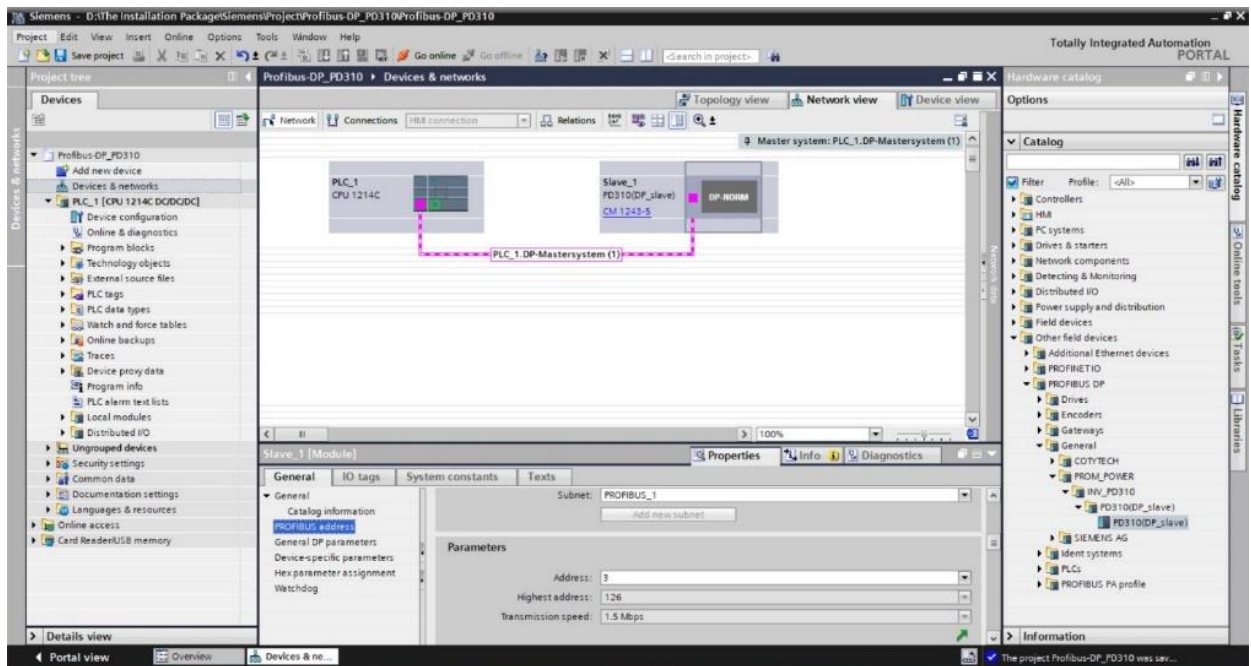 Siemens - D:\The Installation Package\Siemens\Project\Profibus-DP_PD310\Profibus-DP_PD310
Project Edit View Insert Online Options Tools Window Help
Totally Integrated Automation
PORTAL
Save project
Go online
Go offline
<Search in project>
Project tree
Devices
Devices & networks
Profibus-DP_PD310
Add new device
Devices & networks
PLC_1 [CPU 1214C DC/DC/DC]
Device configuration
Online & diagnostics
Program blocks
Technology objects
External source files
PLC tags
PLC data types
Watch and force tables
Online backups
Traces
Device proxy data
Program info
PLC alarm text lists
Local modules
Distributed I/O
Ungrouped devices
Security settings
Common data
Documentation settings
Languages & resources
Online access
Card Reader/USB memory
Details view
Profibus-DP_PD310 Devices & networks
Topology view
Network view
Device view
Network
Connections
HMI connection
Relations
Master system: PLC_1.DP-Mastersystem (1)
PLC_1
CPU 1214C
Slave_1
PD310(DP_slave)
CM 1243-5
DP-NORM
PLC_1.DP-Mastersystem (1)
100%
Network data
Slave_1 [Module]
Properties
Info
Diagnostics
General
IO tags
System constants
Texts
General
Catalog information
PROFIBUS address
General DP parameters
Device-specific parameters
Hex parameter assignment
Watchdog
Subnet: PROFIBUS_1
Add new subnet
Parameters
Address: 3
Highest address: 126
Transmission speed: 1.5 Mbps
Hardware catalog
Options
Catalog
Filter
Profile: <All>
Controllers
HMI
PC systems
Drives & starters
Network components
Detecting & Monitoring
Distributed I/O
Power supply and distribution
Field devices
Other field devices
Additional Ethernet devices
PROFINET IO
PROFIBUS DP
Drives
Encoders
Gateways
General
COTYTECH
PROM_POWER
INV_PD310
PD310(DP_slave)
PD310(DP_slave)
SIEMENS AG
Ident systems
PLCs
PROFIBUS PA profile
Information
Hardware catalog
Online tools
Tasks
Libraries
Portal view
Overview
Devices & ne...
The project Profibus-DP_PD310 was sav...